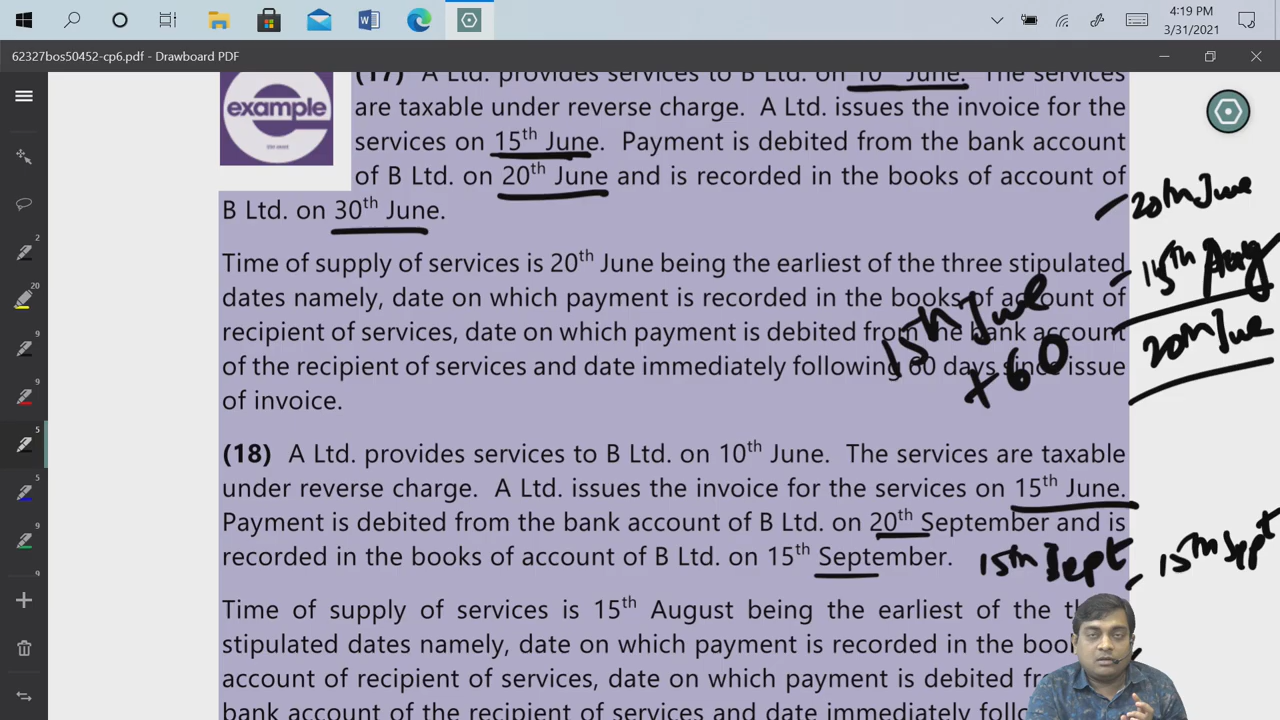 4:19 PM
3/31/2021
62327bos50452-cp6.pdf - Drawboard PDF
example
(17) A Ltd. provides services to B Ltd. on 10th June. The services
are taxable under reverse charge. A Ltd. issues the invoice for the
services on 15th June. Payment is debited from the bank account
of B Ltd. on 20th June and is recorded in the books of account of
B Ltd. on 30th June.
20th June
15th Aug
20th June
Time of supply of services is 20th June being the earliest of the three stipulated
dates namely, date on which payment is recorded in the books of account of
recipient of services, date on which payment is debited from the bank account
of the recipient of services and date immediately following 60 days since issue
of invoice.
15th June
+60
(18) A Ltd. provides services to B Ltd. on 10th June. The services are taxable
under reverse charge. A Ltd. issues the invoice for the services on 15th June.
Payment is debited from the bank account of B Ltd. on 20th September and is
recorded in the books of account of B Ltd. on 15th September.
15th Sept
15th Sept
Time of supply of services is 15th August being the earliest of the
stipulated dates namely, date on which payment is recorded in the
account of recipient of services, date on which payment is debited
bank account of the recipient of services and date immediately